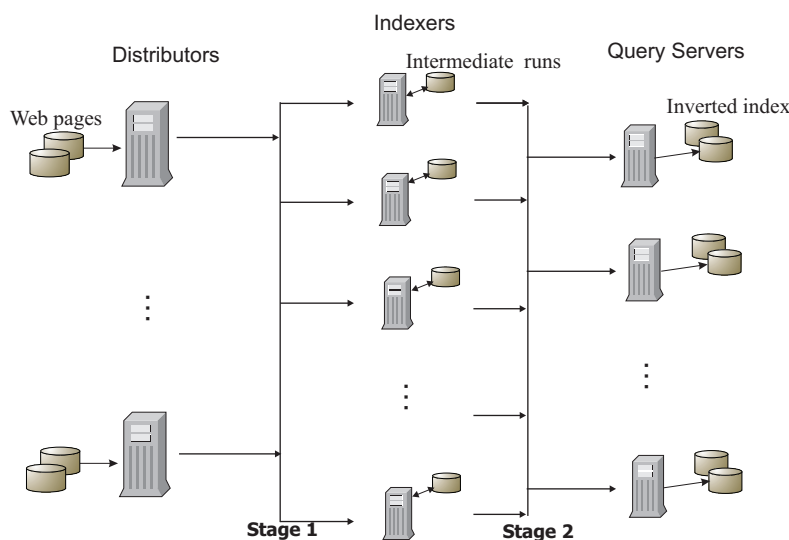 Indexers
Distributors
Query Servers
Intermediate runs
Web pages
Inverted index
Stage 1
Stage 2